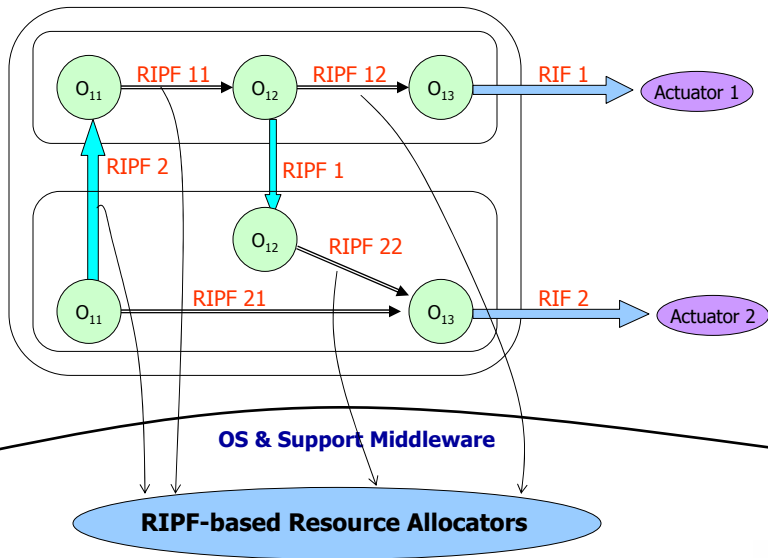 RIPF 11
RIPF 12
RIF 1
O₁₁
O₁₂
O₁₃
Actuator 1
RIPF 2
RIPF 1
O₁₂
RIPF 22
RIPF 21
RIF 2
O₁₁
O₁₃
Actuator 2
OS & Support Middleware
RIPF-based Resource Allocators